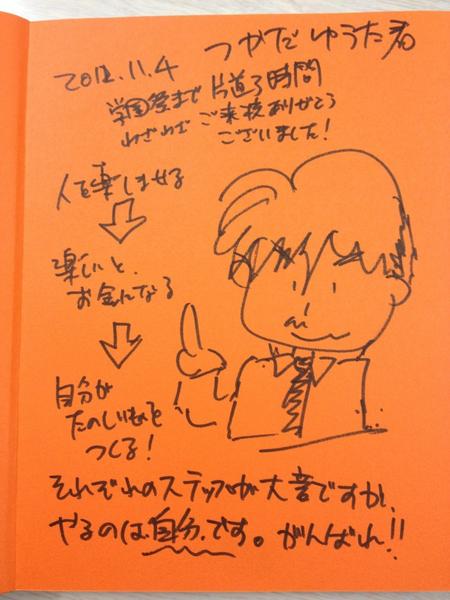 2012.11.4 つかだ ゆうた君
学園祭まで 片道3時間
わざわざ ご来校ありがとう
ございました!
人を楽しませる
楽しいと、
お金になる
自分が
たのしいものを
つくる!
それぞれのステップが大言ですが、
やるのは、自分、です。がんばれ!!